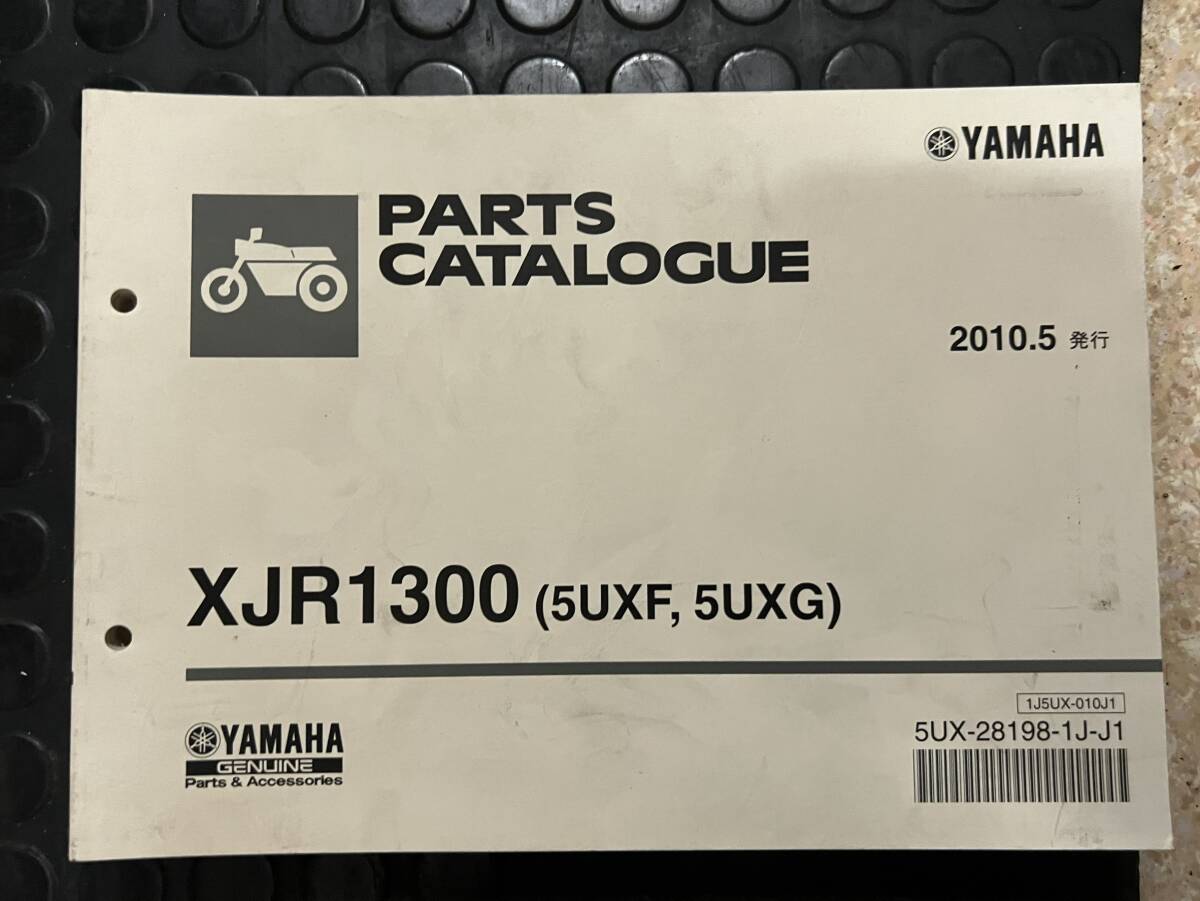 YAMAHA
PARTS
CATALOGUE
2010.5 発行
XJR1300 (5UXF, 5UXG)
1J5UX-010J1
5UX-28198-1J-J1
YAMAHA
GENUINE
Parts & Accessories